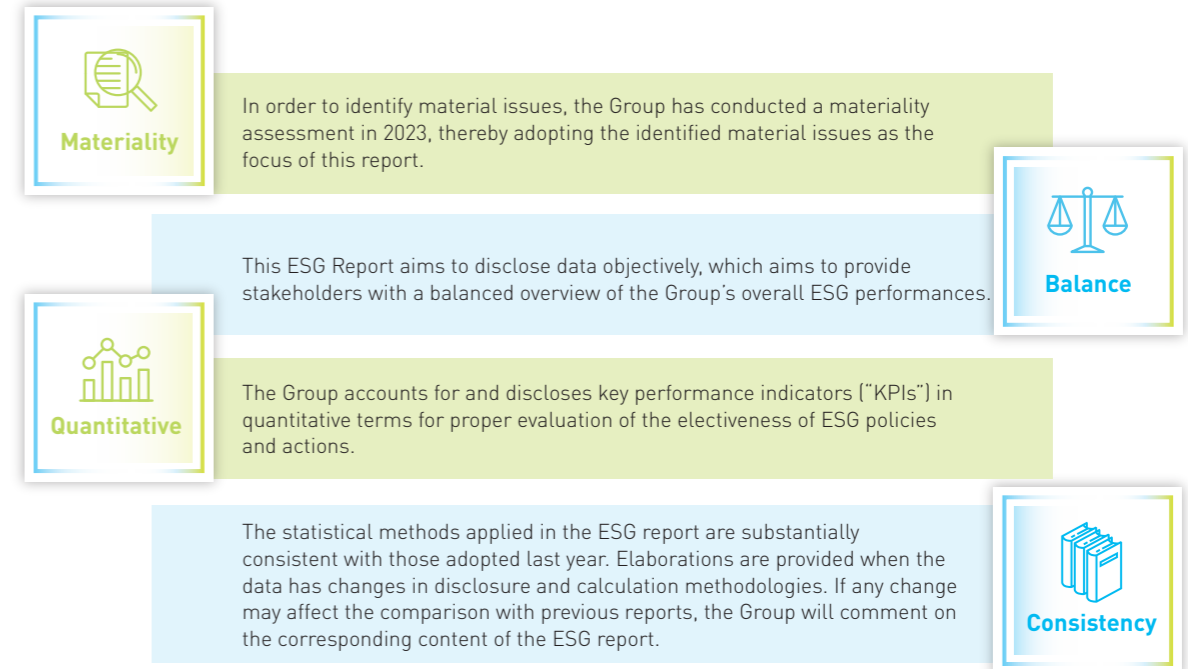 Materiality
In order to identify material issues, the Group has conducted a materiality
assessment in 2023, thereby adopting the identified material issues as the
focus of this report.
This ESG Report aims to disclose data objectively, which aims to provide
stakeholders with a balanced overview of the Group's overall ESG performances.
Balance
Quantitative
The Group accounts for and discloses key performance indicators (“KPIs”) in
quantitative terms for proper evaluation of the electiveness of ESG policies
and actions.
The statistical methods applied in the ESG report are substantially
consistent with those adopted last year. Elaborations are provided when the
data has changes in disclosure and calculation methodologies. If any change
may affect the comparison with previous reports, the Group will comment on
the corresponding content of the ESG report.
Consistency